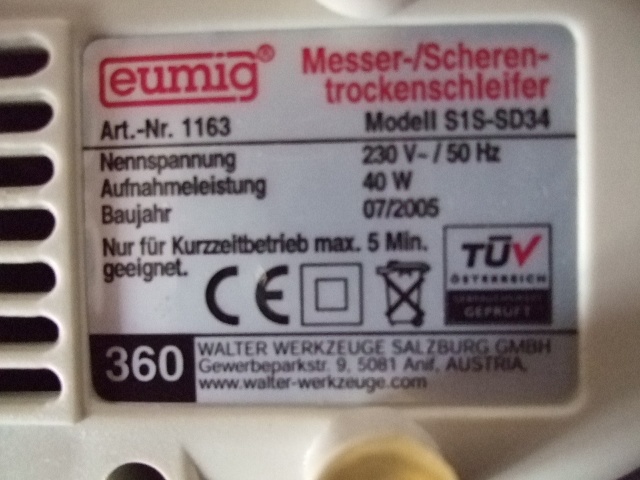 eumig®
Messer-/Scheren-
trockenschleifer
Art.-Nr. 1163
Modell S1S-SD34
Nennspannung 230 V~ / 50 Hz
Aufnahmeleistung 40 W
Baujahr 07/2005
Nur für Kurzzeitbetrieb max. 5 Min.
geeignet.
CE
TÜV
ÖSTERREICH
GEPRÜFT
360
WALTER WERKZEUGE SALZBURG GMBH
Gewerbeparkstr. 9, 5081 Anif, AUSTRIA,
www.walter-werkzeuge.com